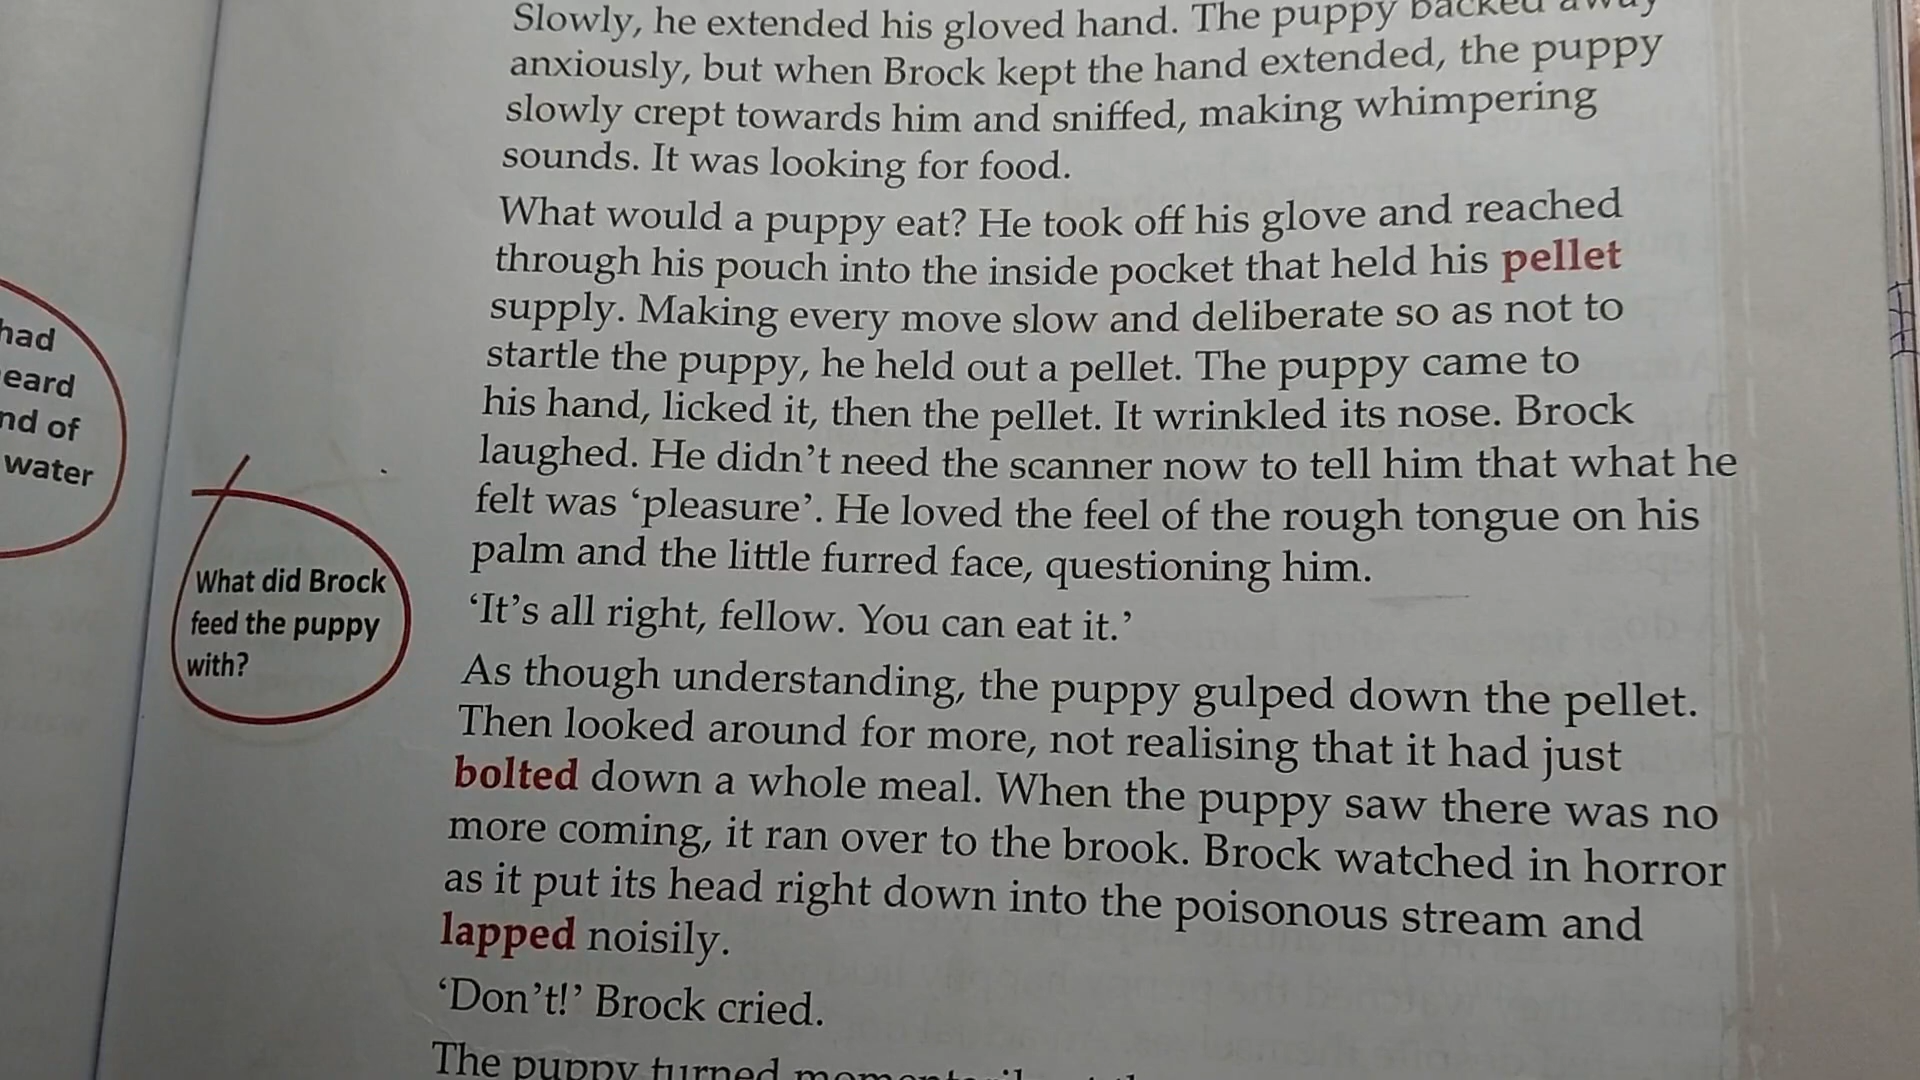 Slowly, he extended his gloved hand. The puppy backed away
anxiously, but when Brock kept the hand extended, the puppy
slowly crept towards him and sniffed, making whimpering
sounds. It was looking for food.
What would a puppy eat? He took off his glove and reached
through his pouch into the inside pocket that held his pellet
supply. Making every move slow and deliberate so as not to
startle the puppy, he held out a pellet. The puppy came to
his hand, licked it, then the pellet. It wrinkled its nose. Brock
laughed. He didn't need the scanner now to tell him that what he
felt was 'pleasure'. He loved the feel of the rough tongue on his
palm and the little furred face, questioning him.
'It's all right, fellow. You can eat it.'
As though understanding, the puppy gulped down the pellet.
Then looked around for more, not realising that it had just
bolted down a whole meal. When the puppy saw there was no
more coming, it ran over to the brook. Brock watched in horror
as it put its head right down into the poisonous stream and
lapped noisily.
'Don't!' Brock cried.
The puppy turned
had
water
What did Brock
feed the puppy
with?